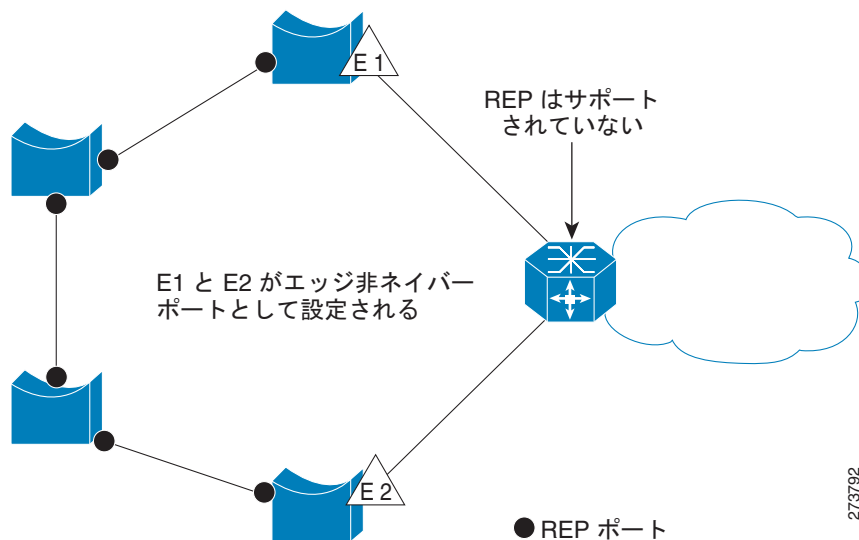 E 1
REP はサポート
されていない
E1 と E2 がエッジ非ネイバー
ポートとして設定される
E 2
REP ポート
273792